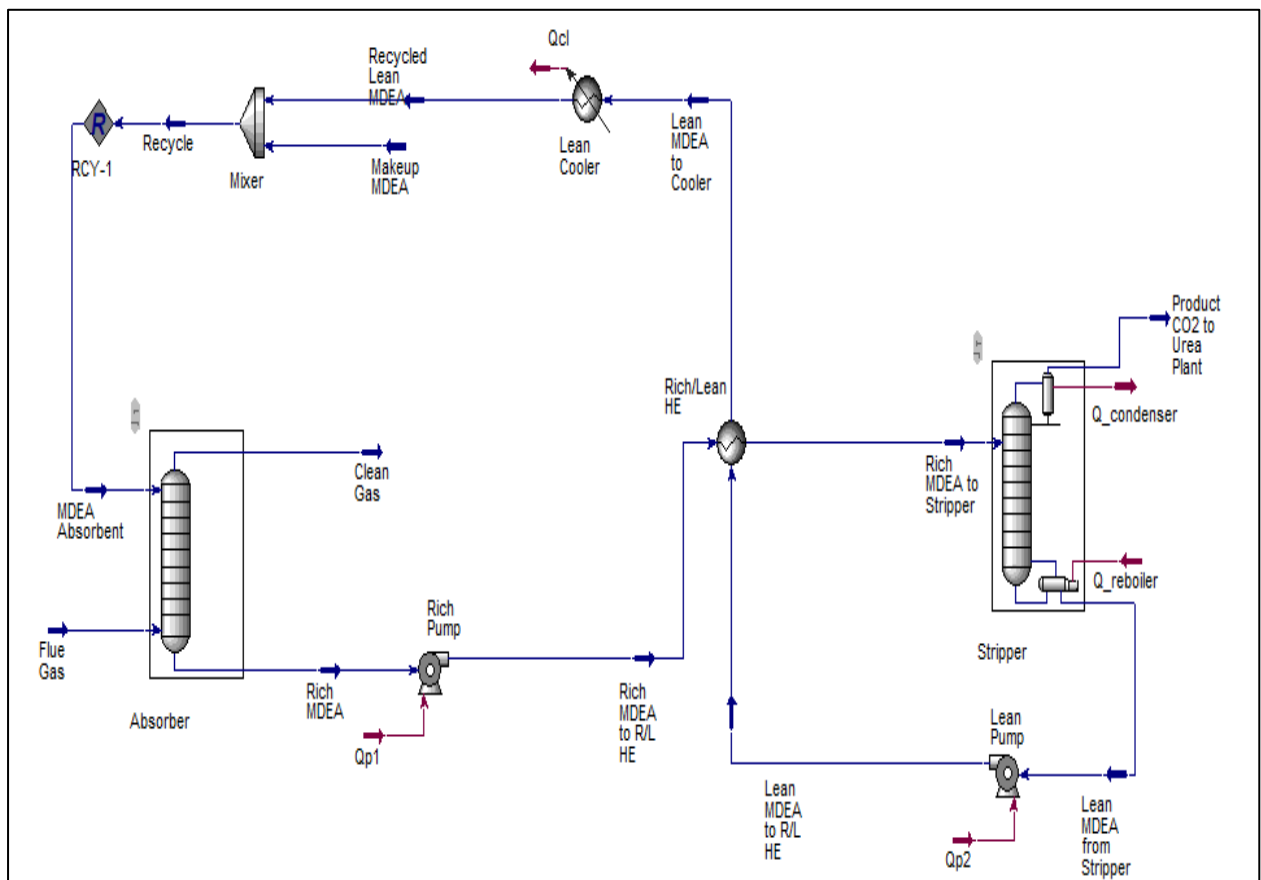 Qcl
Recycled
Lean
MDEA
R
Recycle
RCY-1
Mixer
Makeup
MDEA
Lean
Cooler
Lean
MDEA
to
Cooler
Product
CO2 to
Urea
Plant
Rich/Lean
HE
Q_condenser
Clean
Gas
MDEA
Absorbent
Rich
MDEA to
Stripper
Q_reboiler
Flue
Gas
Absorber
Rich
MDEA
Rich
Pump
Qp1
Rich
MDEA
to R/L
HE
Stripper
Lean
Pump
Lean
MDEA
to R/L
HE
Qp2
Lean
MDEA
from
Stripper